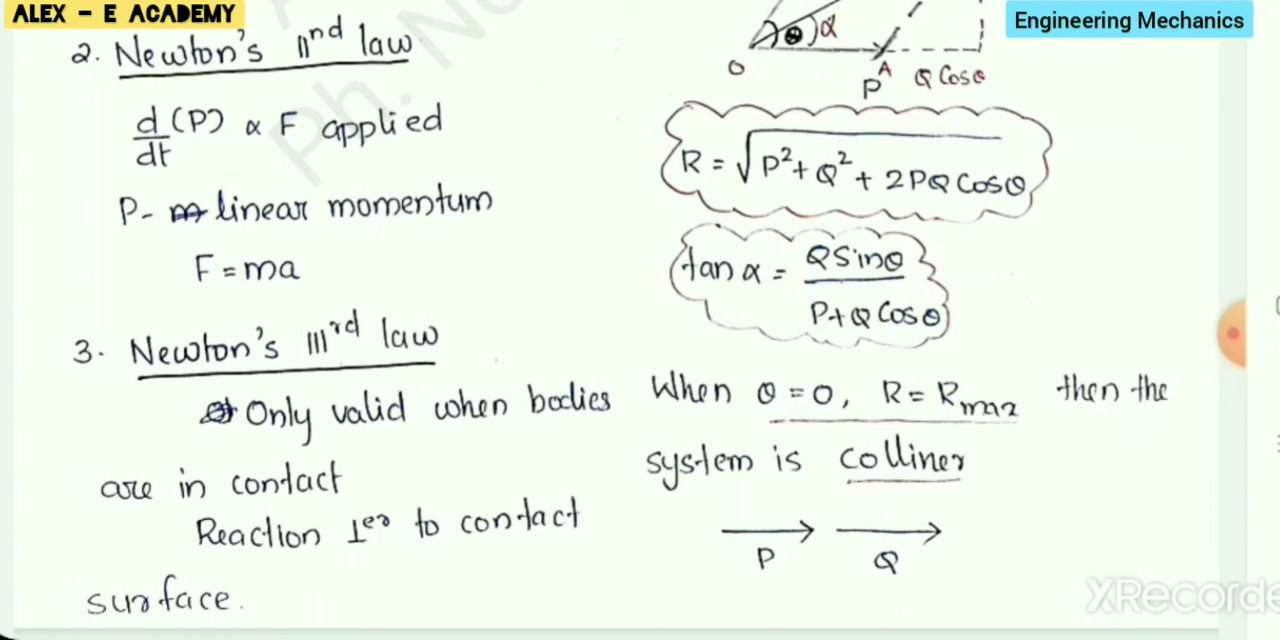 ALEX – E ACADEMY
Engineering Mechanics
2. Newton's IInd law
d/dt (P) ∝ F applied
P - linear momentum
F = ma
3. Newton's IIIrd law
Only valid when bodies
are in contact
Reaction ⊥er to contact
surface.
θ α
O A
P Q Cosθ
R = √P²+Q²+2PQ Cosθ
tan α = QSinθ / P+Q Cosθ
When θ = 0, R = Rmax then the
system is colliner
P Q
XRecorde